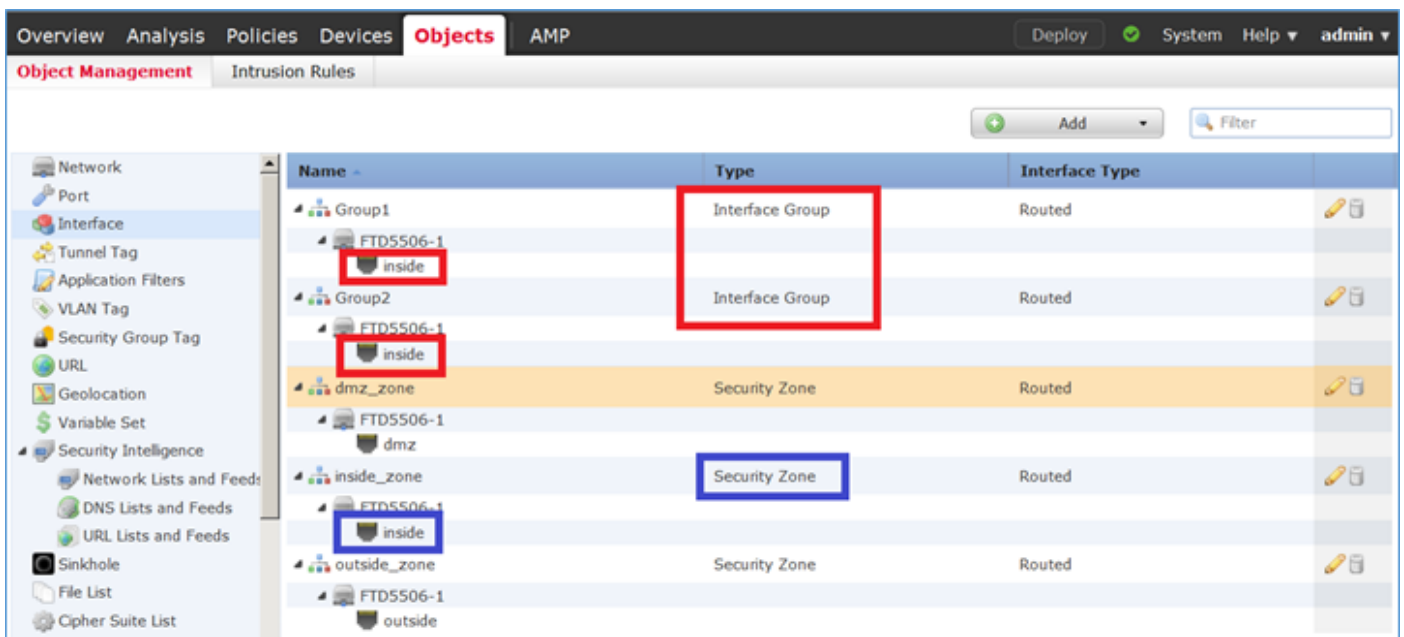 Overview Analysis Policies Devices Objects AMP Deploy System Help admin
Object Management Intrusion Rules
Add Filter
Network
Port
Interface
Tunnel Tag
Application Filters
VLAN Tag
Security Group Tag
URL
Geolocation
Variable Set
Security Intelligence
Network Lists and Feeds
DNS Lists and Feeds
URL Lists and Feeds
Sinkhole
File List
Cipher Suite List
Name Type Interface Type
Group1 Interface Group Routed
FTD5506-1
inside
Group2 Interface Group Routed
FTD5506-1
inside
dmz_zone Security Zone Routed
FTD5506-1
dmz
inside_zone Security Zone Routed
FTD5506-1
inside
outside_zone Security Zone Routed
FTD5506-1
outside